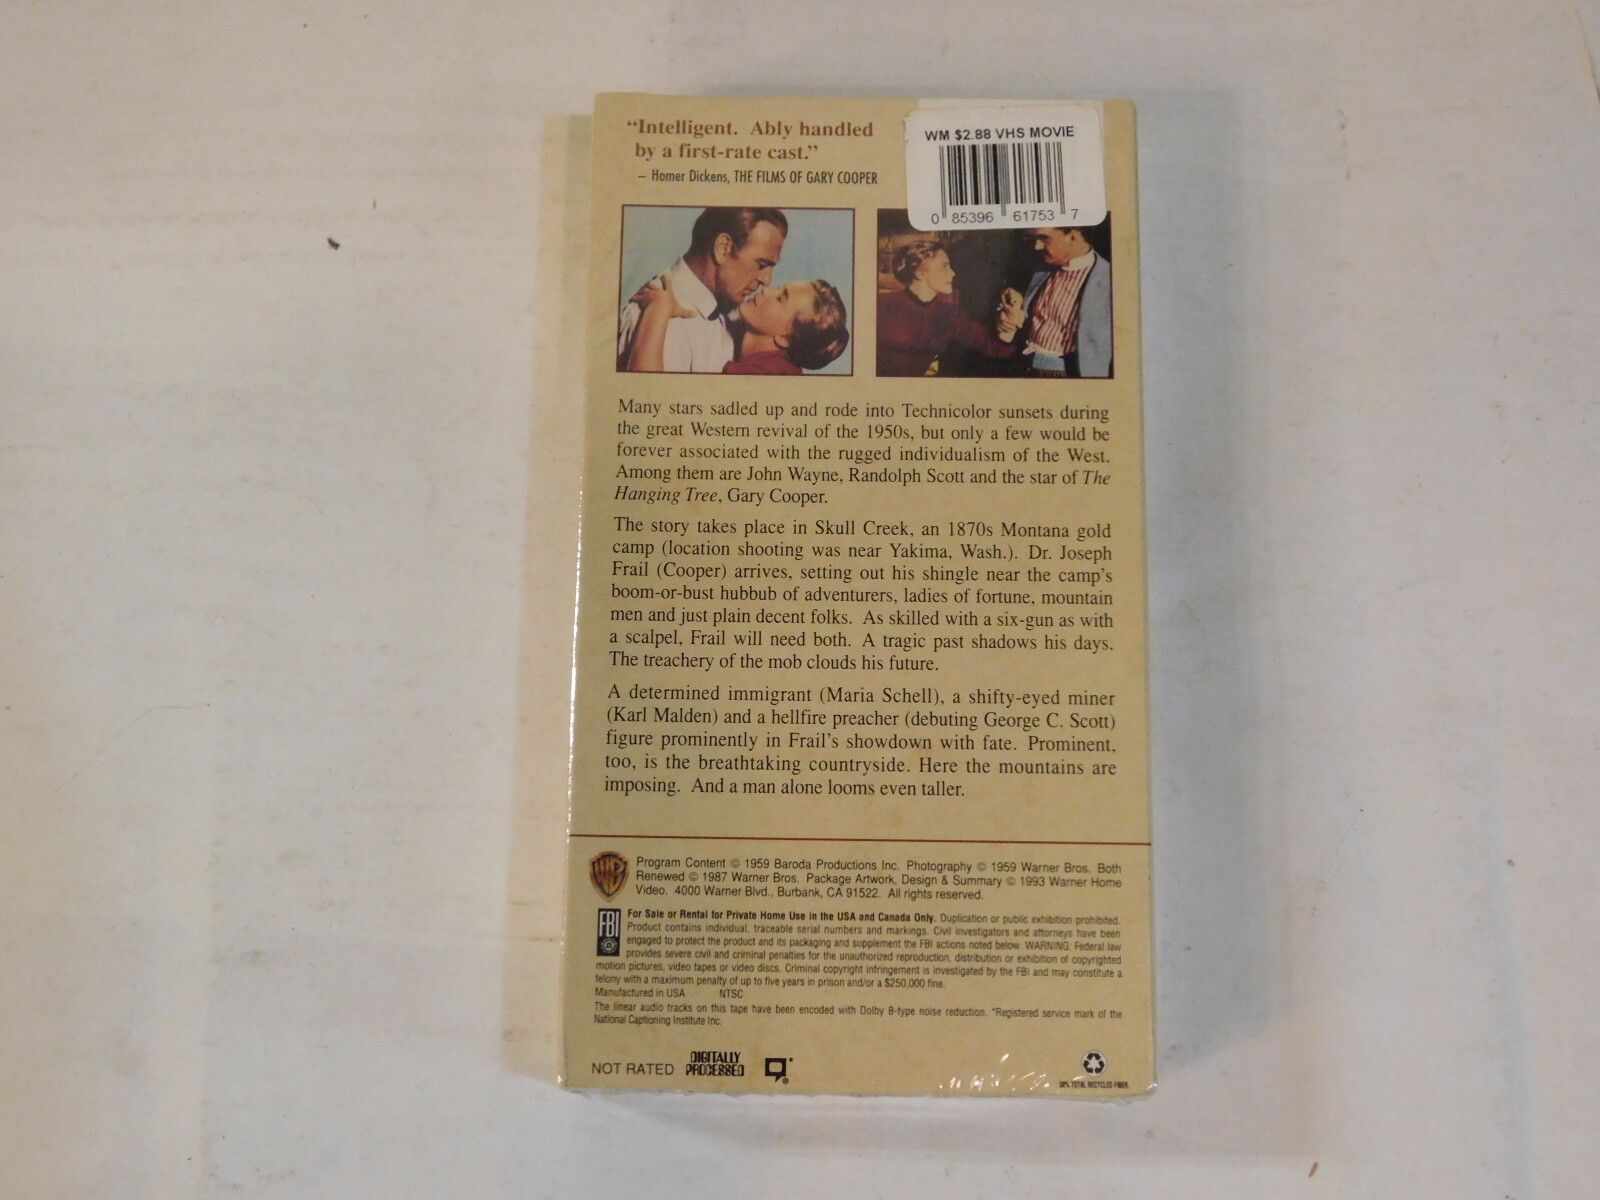 “Intelligent. Ably handled
by a first-rate cast.”
– Homer Dickens, THE FILMS OF GARY COOPER
WM $2.88 VHS MOVIE
0 85396 61753 7
Many stars sadled up and rode into Technicolor sunsets during
the great Western revival of the 1950s, but only a few would be
forever associated with the rugged individualism of the West.
Among them are John Wayne, Randolph Scott and the star of The
Hanging Tree, Gary Cooper.
The story takes place in Skull Creek, an 1870s Montana gold
camp (location shooting was near Yakima, Wash.). Dr. Joseph
Frail (Cooper) arrives, setting out his shingle near the camp's
boom-or-bust hubbub of adventurers, ladies of fortune, mountain
men and just plain decent folks. As skilled with a six-gun as with
a scalpel, Frail will need both. A tragic past shadows his days.
The treachery of the mob clouds his future.
A determined immigrant (Maria Schell), a shifty-eyed miner
(Karl Malden) and a hellfire preacher (debuting George C. Scott)
figure prominently in Frail's showdown with fate. Prominent,
too, is the breathtaking countryside. Here the mountains are
imposing. And a man alone looms even taller.
WB
Program Content © 1959 Baroda Productions Inc. Photography © 1959 Warner Bros. Both
Renewed © 1987 Warner Bros. Package Artwork, Design & Summary © 1993 Warner Home
Video. 4000 Warner Blvd., Burbank, CA 91522. All rights reserved.
FBI
For Sale or Rental for Private Home Use in the USA and Canada Only. Duplication or public exhibition prohibited.
Product contains individual, traceable serial numbers and markings. Civil investigators and attorneys have been
engaged to protect the product and its packaging and supplement the FBI actions noted below. WARNING: Federal law
provides severe civil and criminal penalties for the unauthorized reproduction, distribution or exhibition of copyrighted
motion pictures, video tapes or video discs. Criminal copyright infringement is investigated by the FBI and may constitute a
felony with a maximum penalty of up to five years in prison and/or a $250,000 fine.
Manufactured in USA NTSC
The linear audio tracks on this tape have been encoded with Dolby B-type noise reduction. *Registered service mark of the
National Captioning Institute Inc.
NOT RATED DIGITALLY PROCESSED *®
50% TOTAL RECYCLED FIBER